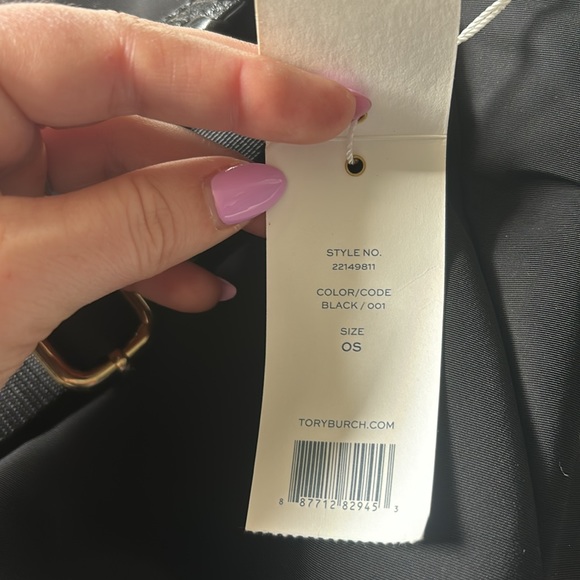 STYLE NO.
22149811
COLOR/CODE
BLACK / 001
SIZE
OS
TORYBURCH.COM
8 87712 82945 3